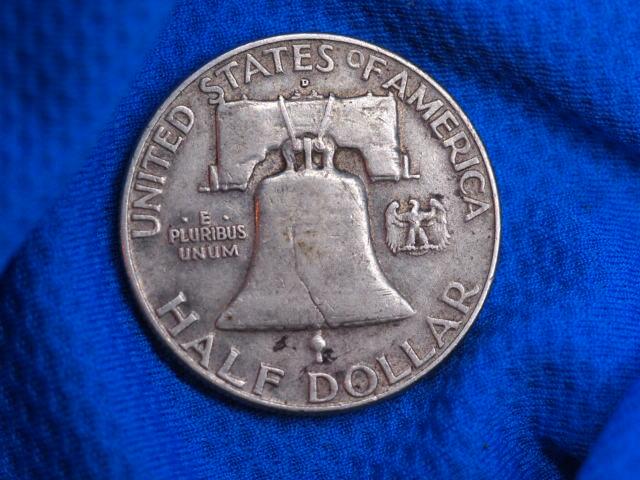 UNITED STATES OF AMERICA
D
· E ·
PLURIBUS
UNUM
HALF DOLLAR